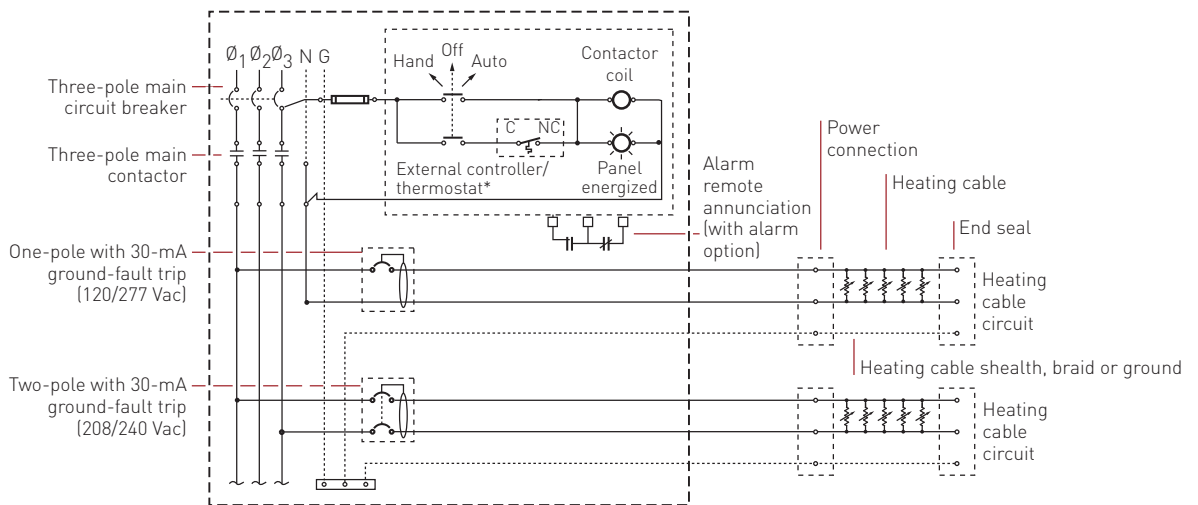 Ø1 Ø2 Ø3 N G
Hand
Off
Auto
Contactor
coil
Three-pole main
circuit breaker
C NC
Three-pole main
contactor
External controller/
thermostat*
Panel
energized
Alarm
remote
annunciation
(with alarm
option)
Power
connection
Heating cable
End seal
One-pole with 30-mA
ground-fault trip
(120/277 Vac)
Heating
cable
circuit
Heating cable shealth, braid or ground
Two-pole with 30-mA
ground-fault trip
(208/240 Vac)
Heating
cable
circuit